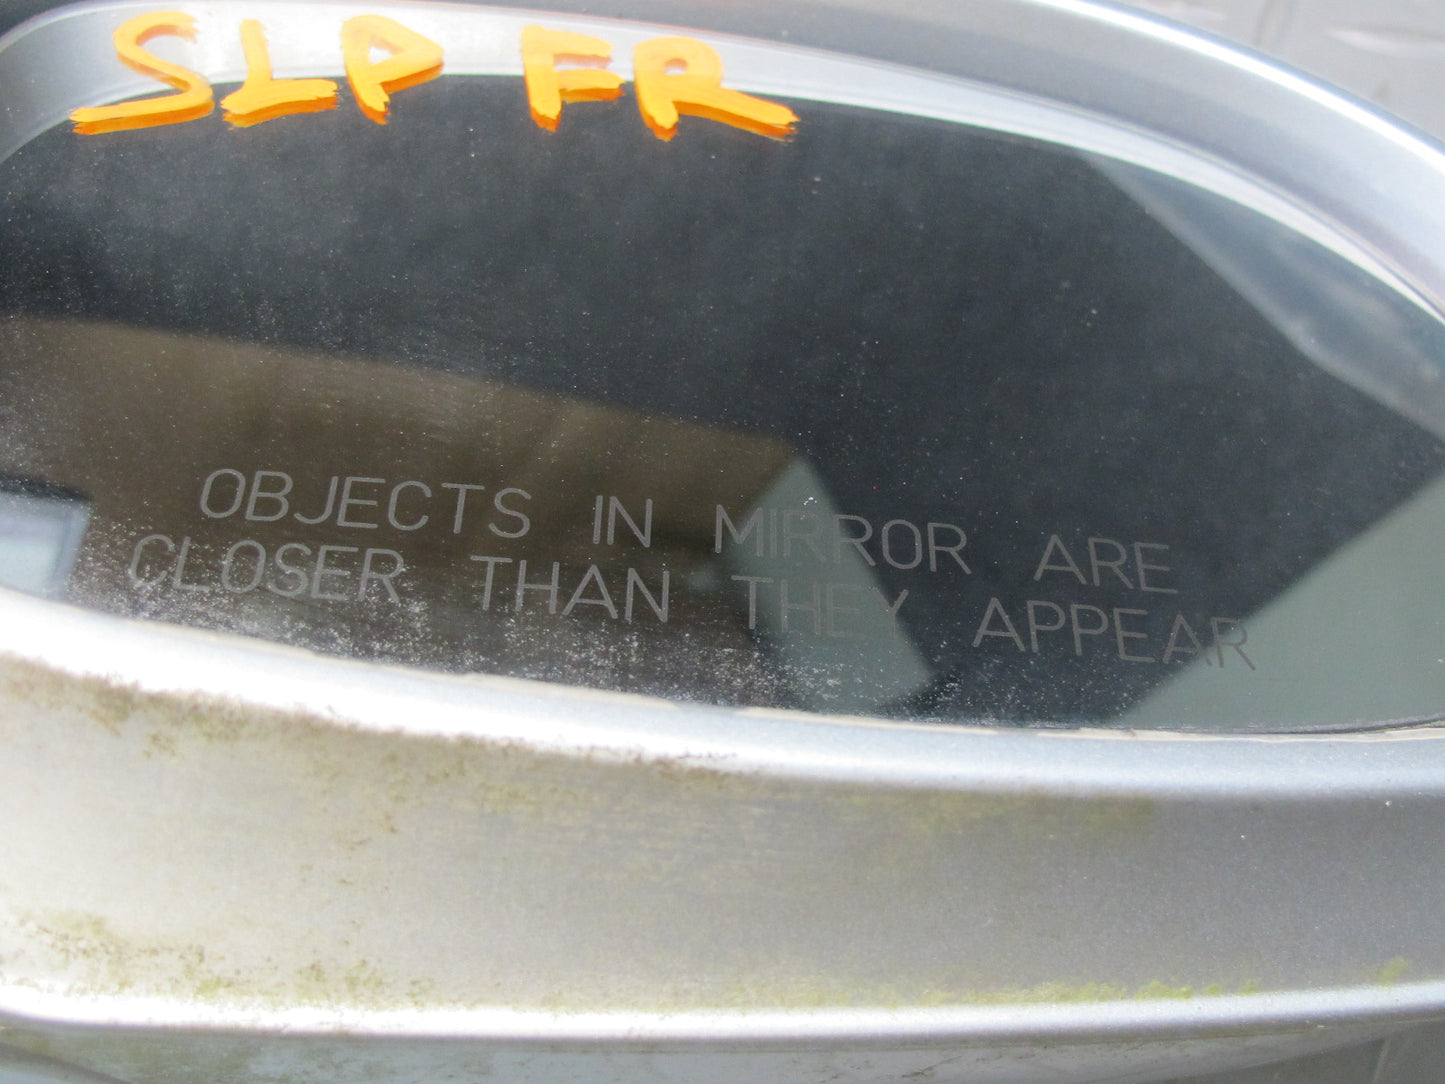 SLP FR
OBJECTS IN MIRROR ARE
CLOSER THAN THEY APPEAR